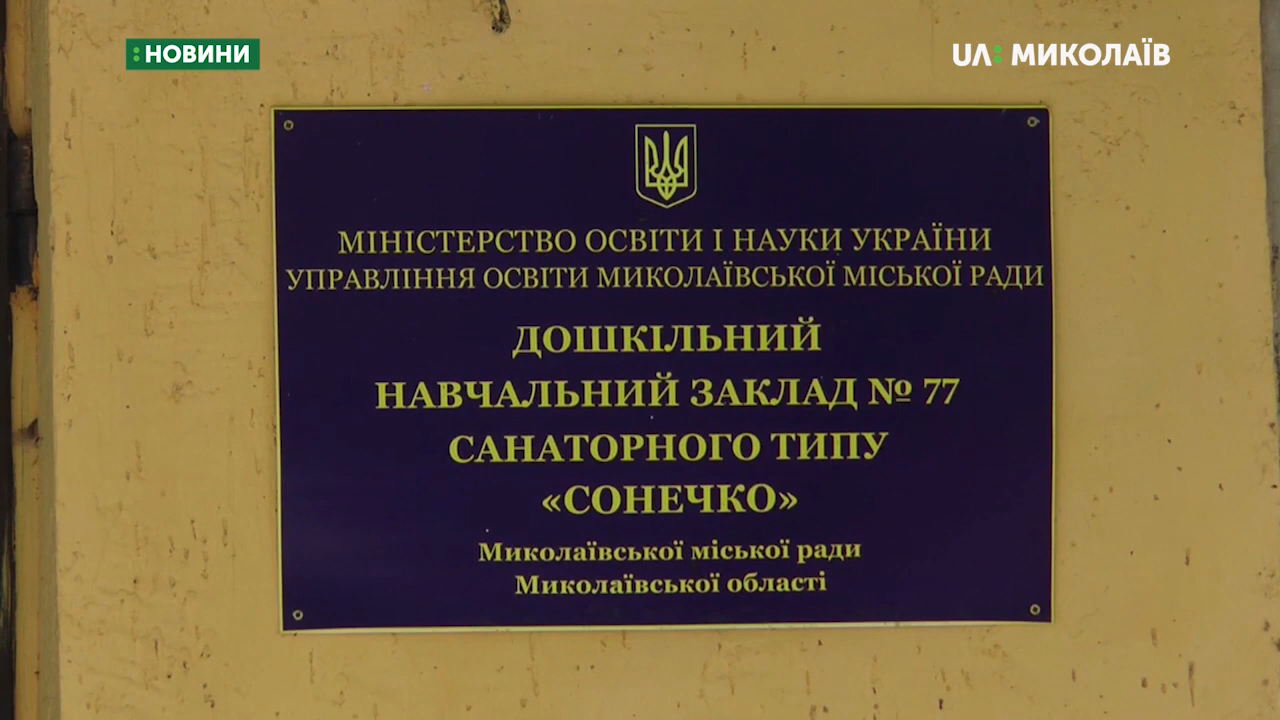 :НОВИНИ
UA: МИКОЛАЇВ
МІНІСТЕРСТВО ОСВІТИ І НАУКИ УКРАЇНИ
УПРАВЛІННЯ ОСВІТИ МИКОЛАЇВСЬКОЇ МІСЬКОЇ РАДИ
ДОШКІЛЬНИЙ
НАВЧАЛЬНИЙ ЗАКЛАД № 77
САНАТОРНОГО ТИПУ
«СОНЕЧКО»
Миколаївської міської ради
Миколаївської області